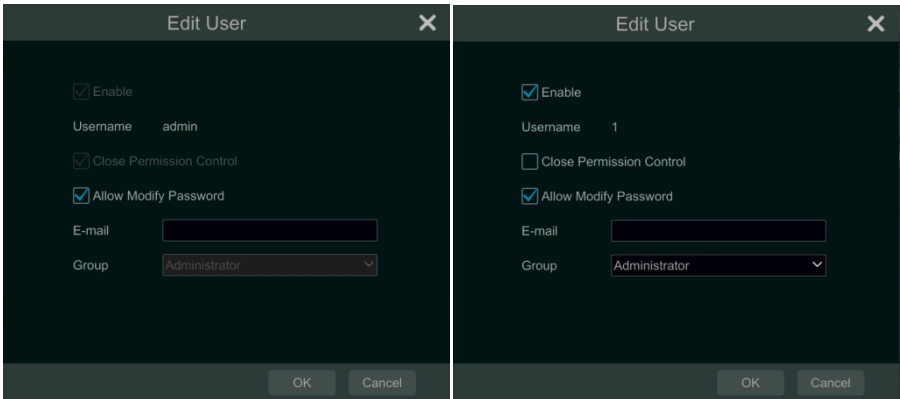 Edit User
Enable
Username admin
Close Permission Control
Allow Modify Password
E-mail
Group Administrator
OK Cancel
Edit User
Enable
Username 1
Close Permission Control
Allow Modify Password
E-mail
Group Administrator
OK Cancel